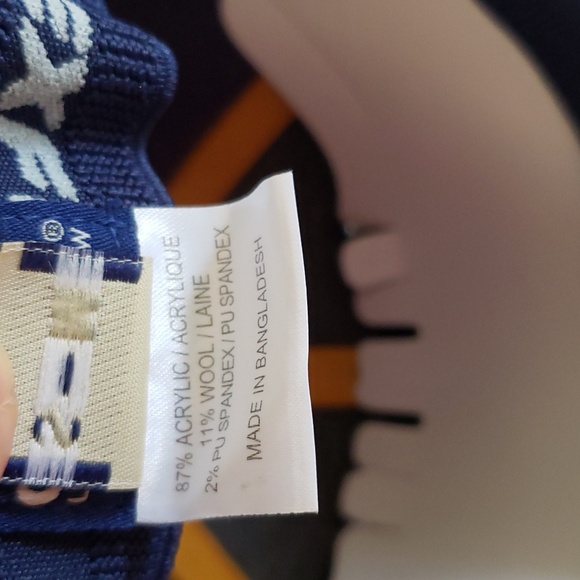 87% ACRYLIC / ACRYLIQUE
11% WOOL / LAINE
2% PU SPANDEX / PU SPANDEX
MADE IN BANGLADESH